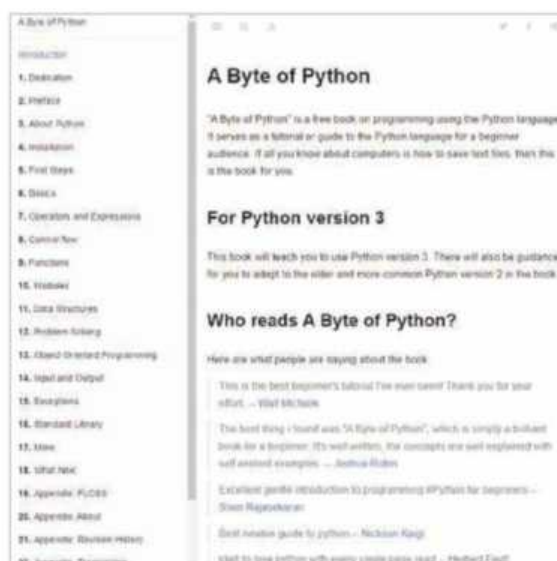 A Byte of Python
Introduction
1. Dedication
2. Preface
3. About Python
4. Installation
5. First Steps
6. Basics
7. Operators and Expressions
8. Control flow
9. Functions
10. Modules
11. Data Structures
12. Problem Solving
13. Object Oriented Programming
14. Input and Output
15. Exceptions
16. Standard Library
17. More
18. What Next
19. Appendix: FLOSS
20. Appendix: About
21. Appendix: Revision History
A Byte of Python
"A Byte of Python" is a free book on programming using the Python language.
It serves as a tutorial or guide to the Python language for a beginner
audience. If all you know about computers is how to save text files, then this
is the book for you.
For Python version 3
This book will teach you to use Python version 3. There will also be guidance
for you to adapt to the older and more common Python version 2 in the book.
Who reads A Byte of Python?
Here are what people are saying about the book:
This is the best beginner's tutorial I've ever seen! Thank you for your
effort. --
The best thing i found was "A Byte of Python", which is simply a brilliant
book for a beginner. It's well written, the concepts are well explained with
self evident examples. -- Joshua
Excellent gentle introduction to programming #Python for beginners --
Best newbie guide to python --
start to love python with every single page read --